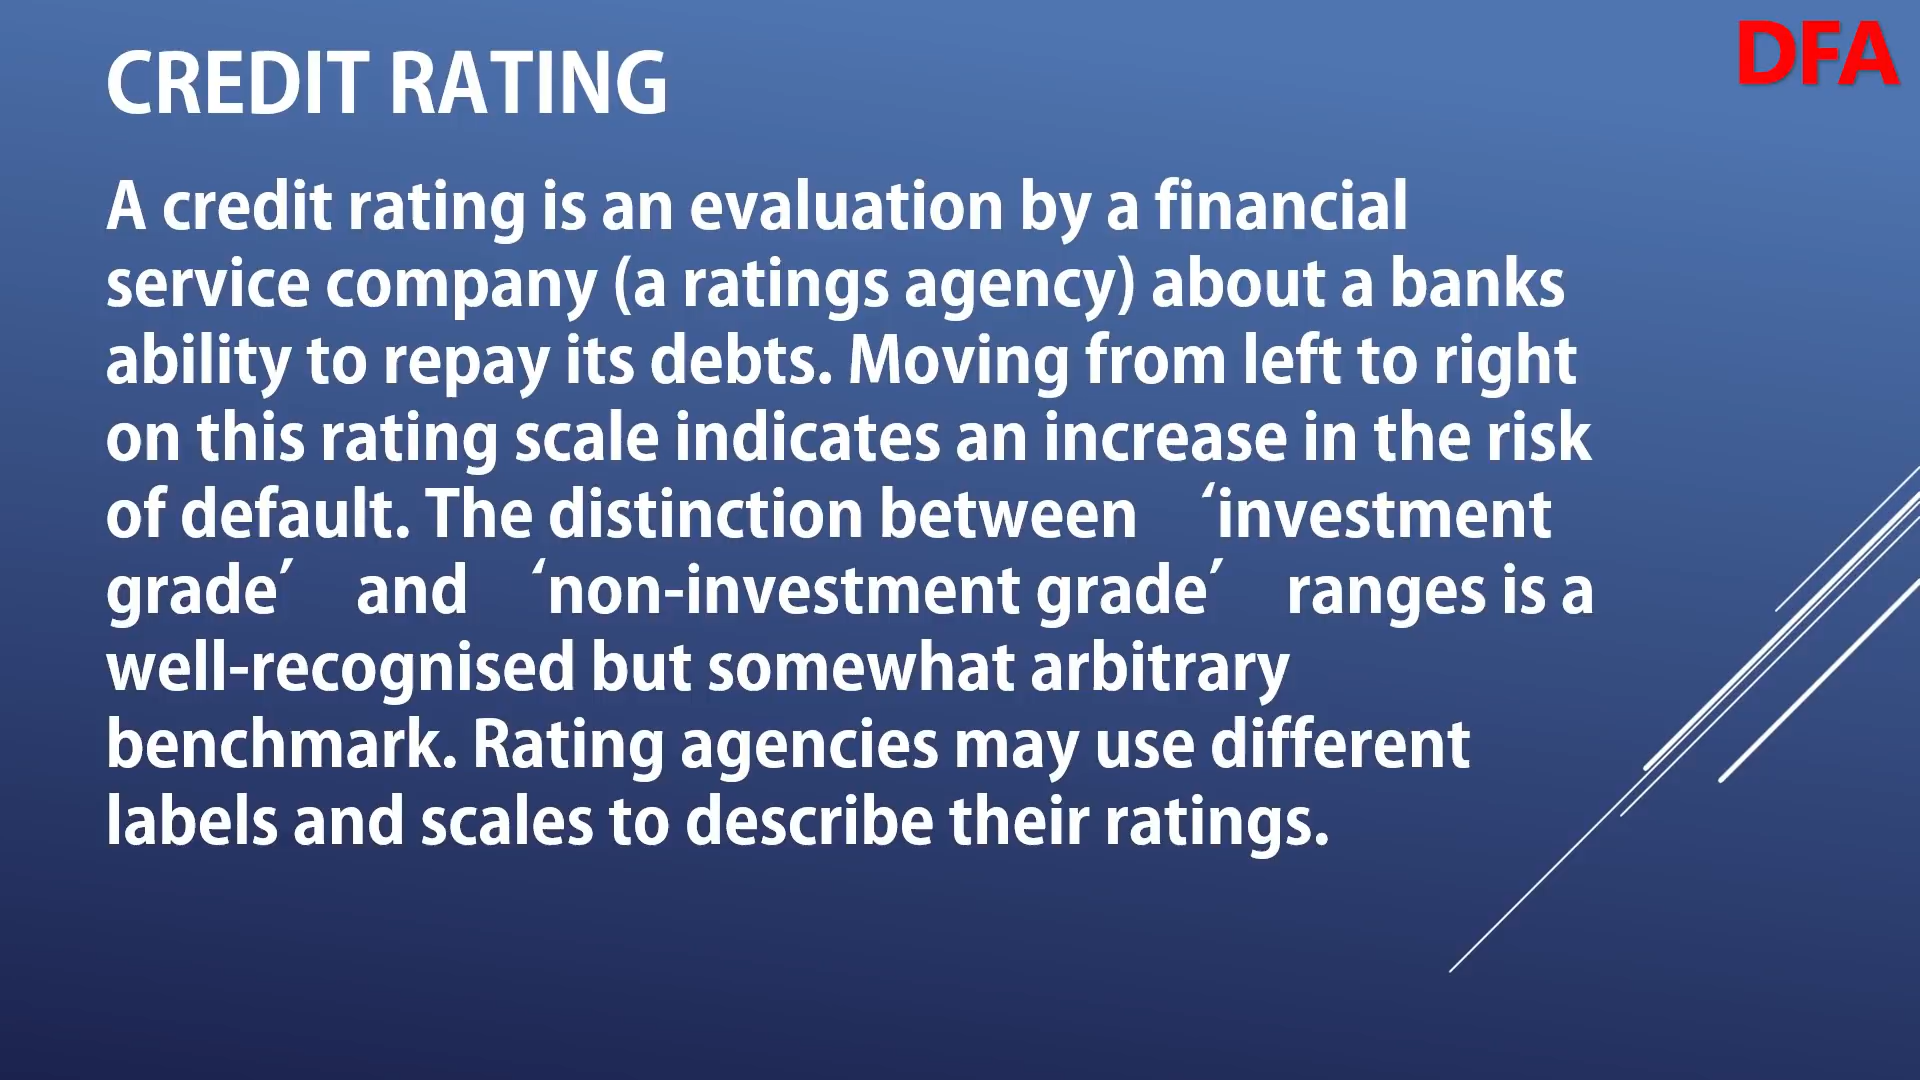 CREDIT RATING
DFA
A credit rating is an evaluation by a financial
service company (a ratings agency) about a banks
ability to repay its debts. Moving from left to right
on this rating scale indicates an increase in the risk
of default. The distinction between ‘investment
grade’ and ‘non-investment grade’ ranges is a
well-recognised but somewhat arbitrary
benchmark. Rating agencies may use different
labels and scales to describe their ratings.